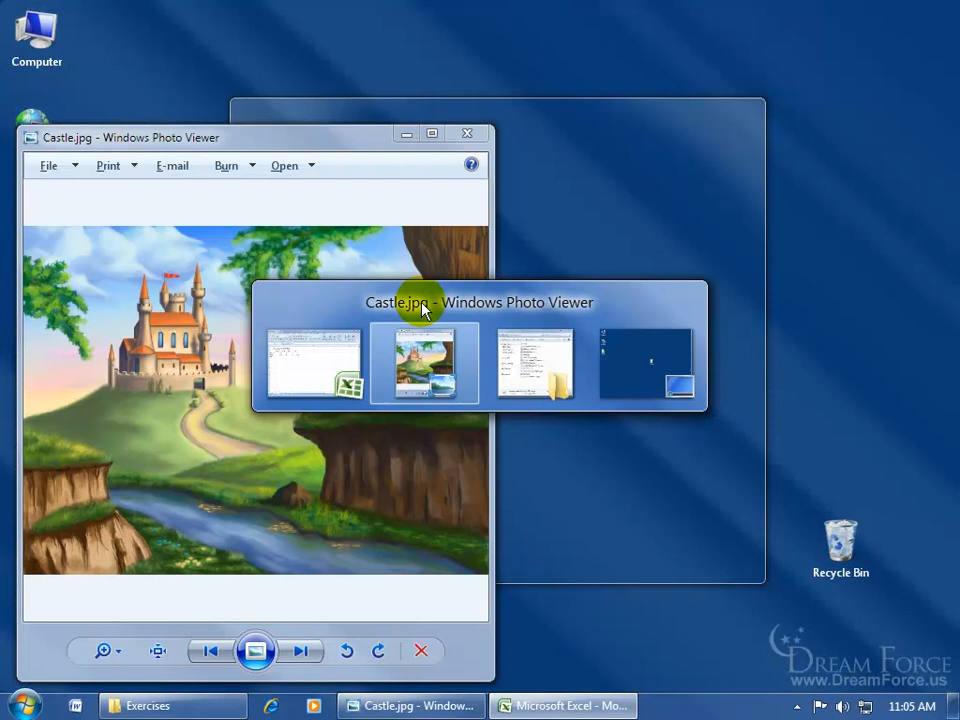 Computer
Castle.jpg - Windows Photo Viewer
File Print E-mail Burn Open
Castle.jpg - Windows Photo Viewer
Recycle Bin
DREAM FORCE
www.DreamForce.us
Exercises
Castle.jpg - Window...
Microsoft Excel - Mo...
11:05 AM